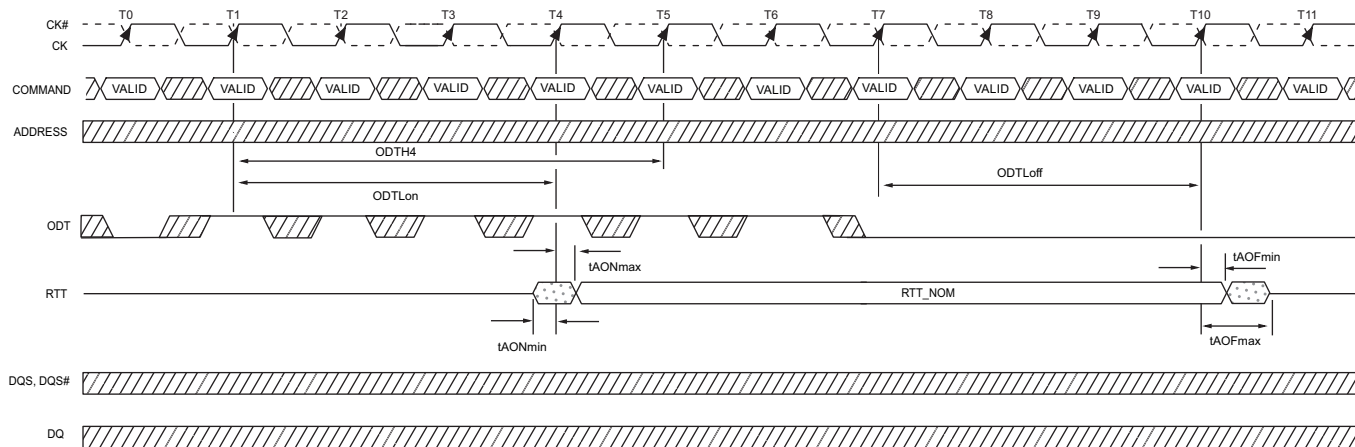 CK#
CK
T0 T1 T2 T3 T4 T5 T6 T7 T8 T9 T10 T11
COMMAND VALID VALID VALID VALID VALID VALID VALID VALID VALID VALID VALID VALID
ADDRESS
ODTH4
ODTLoff
ODTLon
ODT
tAONmax
tAOFmin
RTT RTT_NOM
tAONmin
tAOFmax
DQS, DQS#
DQ